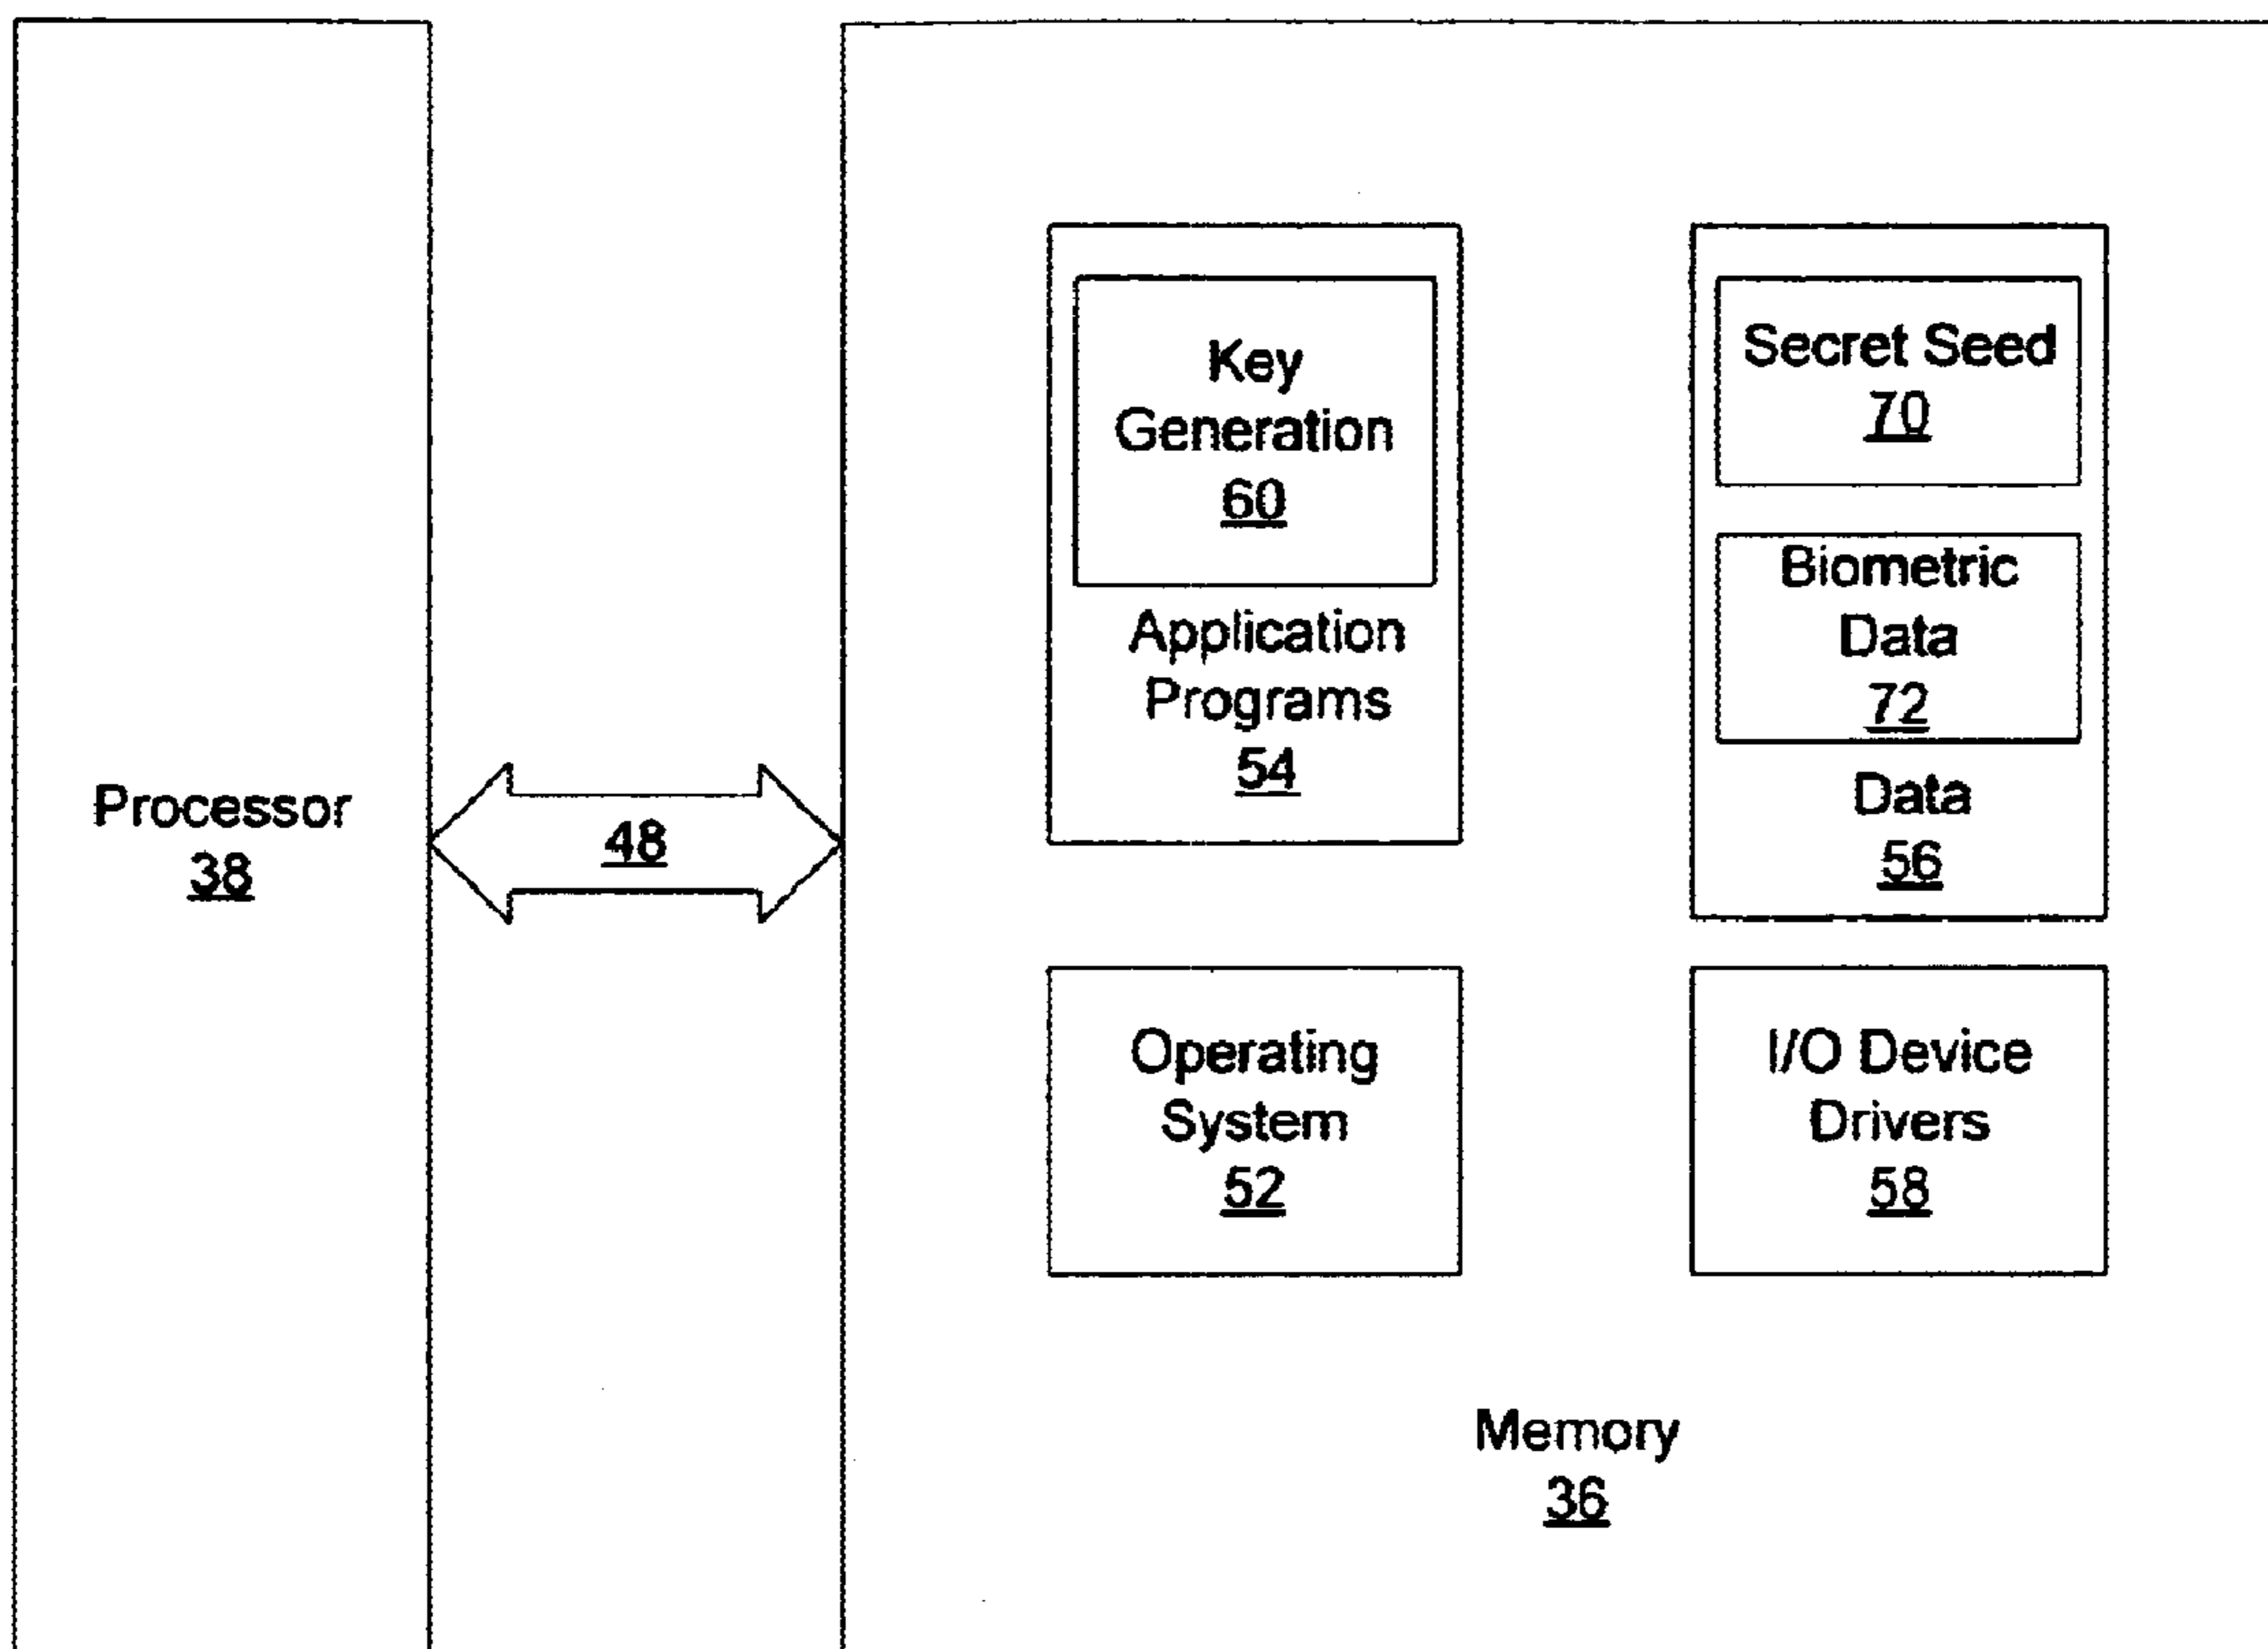 Processor
38
48
Key
Generation
60
Application
Programs
54
Secret Seed
70
Biometric
Data
72
Data
56
Operating
System
52
I/O Device
Drivers
58
Memory
36